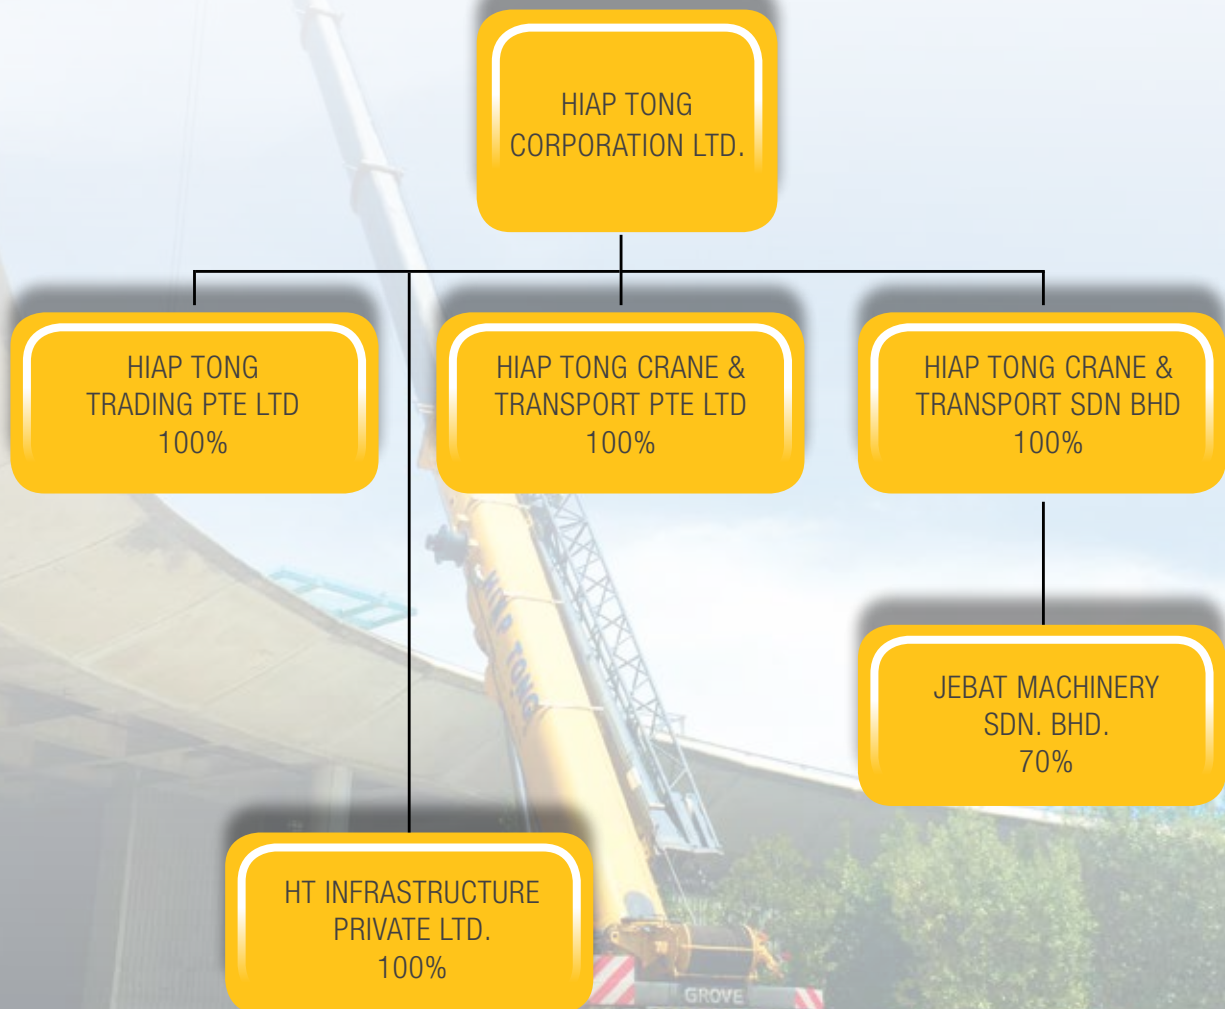 HIAP TONG
CORPORATION LTD.
HIAP TONG
TRADING PTE LTD
100%
HIAP TONG CRANE &
TRANSPORT PTE LTD
100%
HIAP TONG CRANE &
TRANSPORT SDN BHD
100%
HIAP TONG
JEBAT MACHINERY
SDN. BHD.
70%
HT INFRASTRUCTURE
PRIVATE LTD.
100%
GROVE